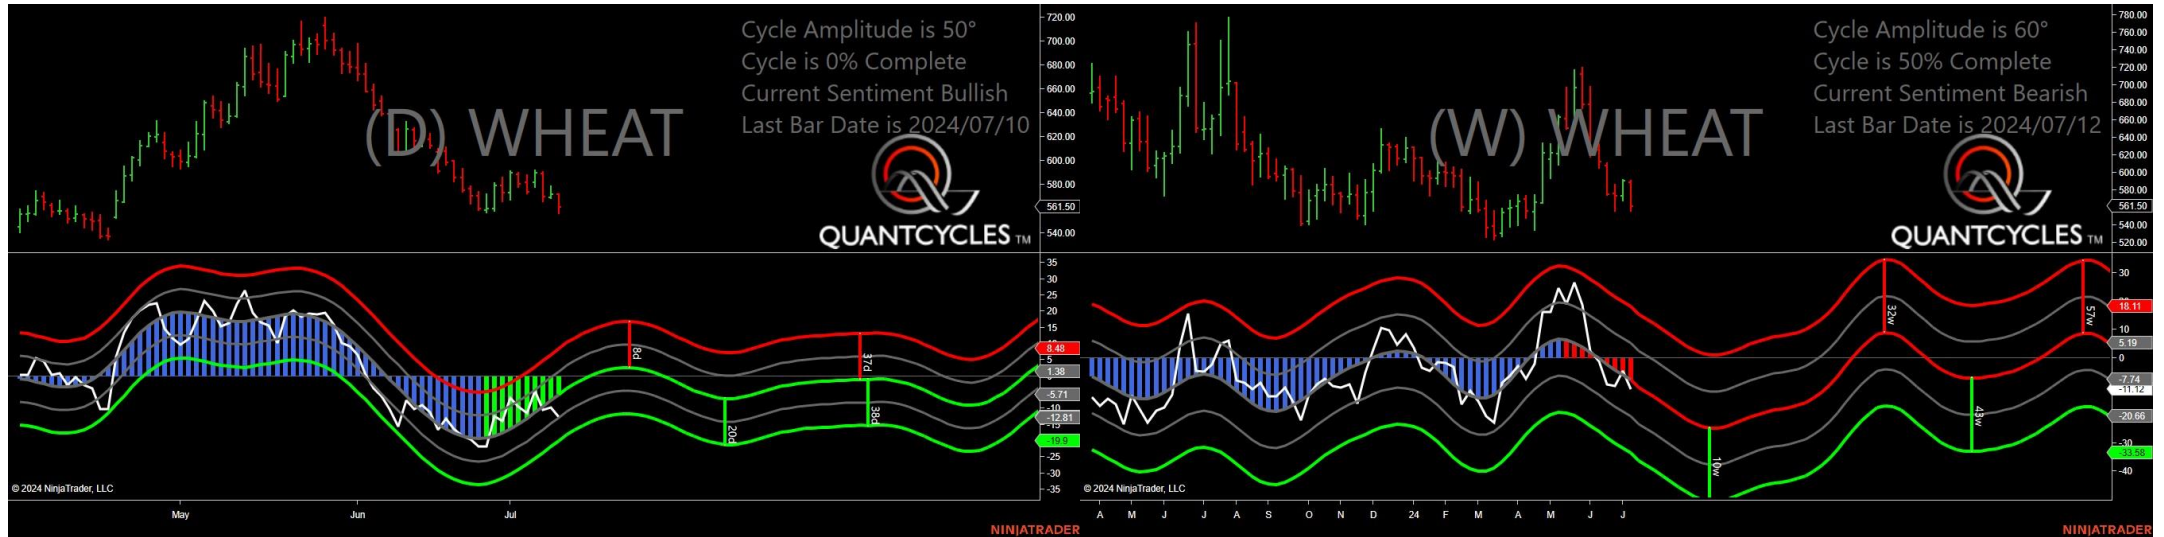 Cycle Amplitude is 50°
Cycle is 0% Complete
Current Sentiment Bullish
Last Bar Date is 2024/07/10
(D) WHEAT
QUANTCYCLES TM
720.00
700.00
680.00
660.00
640.00
620.00
600.00
580.00
561.50
540.00
35
30
25
20
15
8.48
5
1.38
-5.71
-10
-12.81
-15
-19.9
-25
-30
-35
8d
20d
37d
38d
© 2024 NinjaTrader, LLC
May Jun Jul
NINJATRADER
Cycle Amplitude is 60°
Cycle is 50% Complete
Current Sentiment Bearish
Last Bar Date is 2024/07/12
(W) WHEAT
QUANTCYCLES TM
780.00
760.00
740.00
720.00
700.00
680.00
660.00
640.00
620.00
600.00
580.00
561.50
540.00
520.00
30
18.11
10
5.19
0
-7.74
-11.12
-20.66
-30
-33.58
-40
10w
32w
43w
57w
© 2024 NinjaTrader, LLC
A M J J A S O N D 24 F M A M J J
NINJATRADER